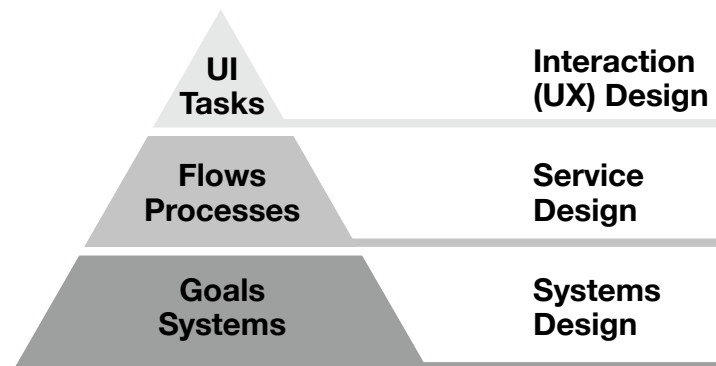 UI
Tasks
Interaction
(UX) Design
Flows
Processes
Service
Design
Goals
Systems
Systems
Design